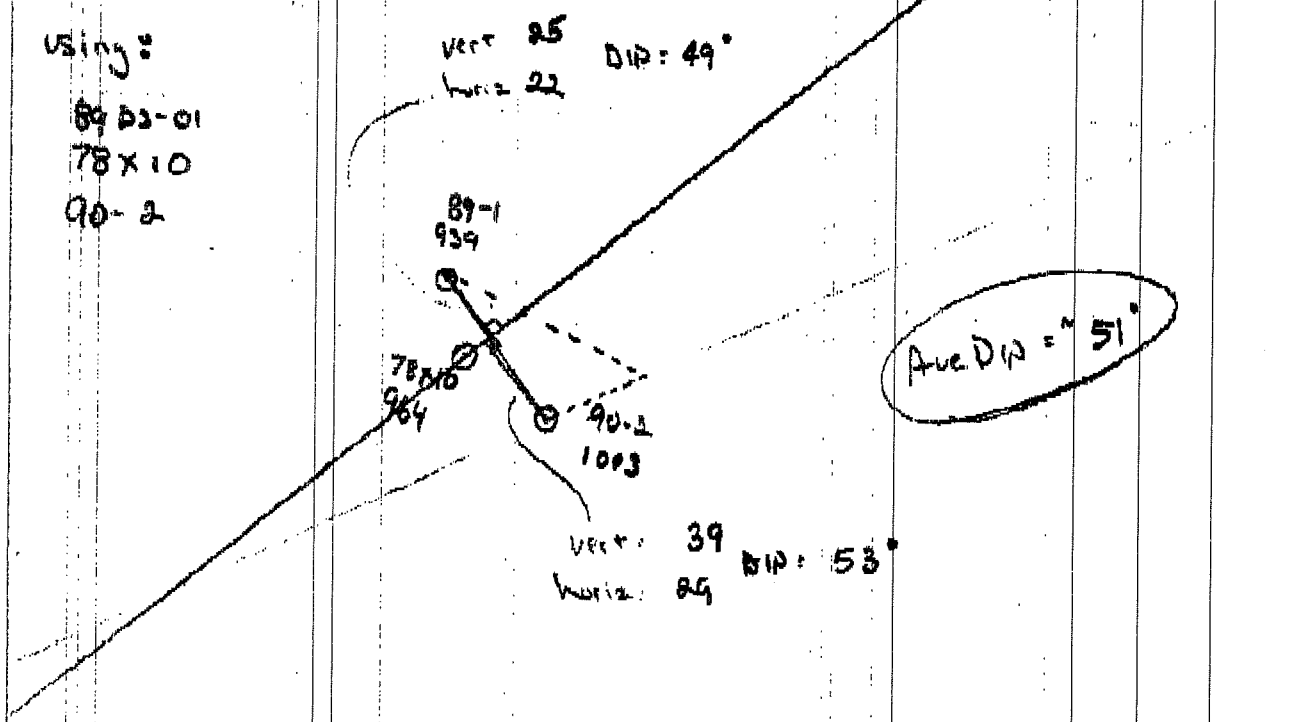 using:
89 DJ-01
78 x 10
90-2
vert 25
horiz 22
DIP: 49°
89-1
939
78x10
964
90-2
1003
vert: 39
horiz: 29
DIP: 53°
Ave. DIP = ~ 51°